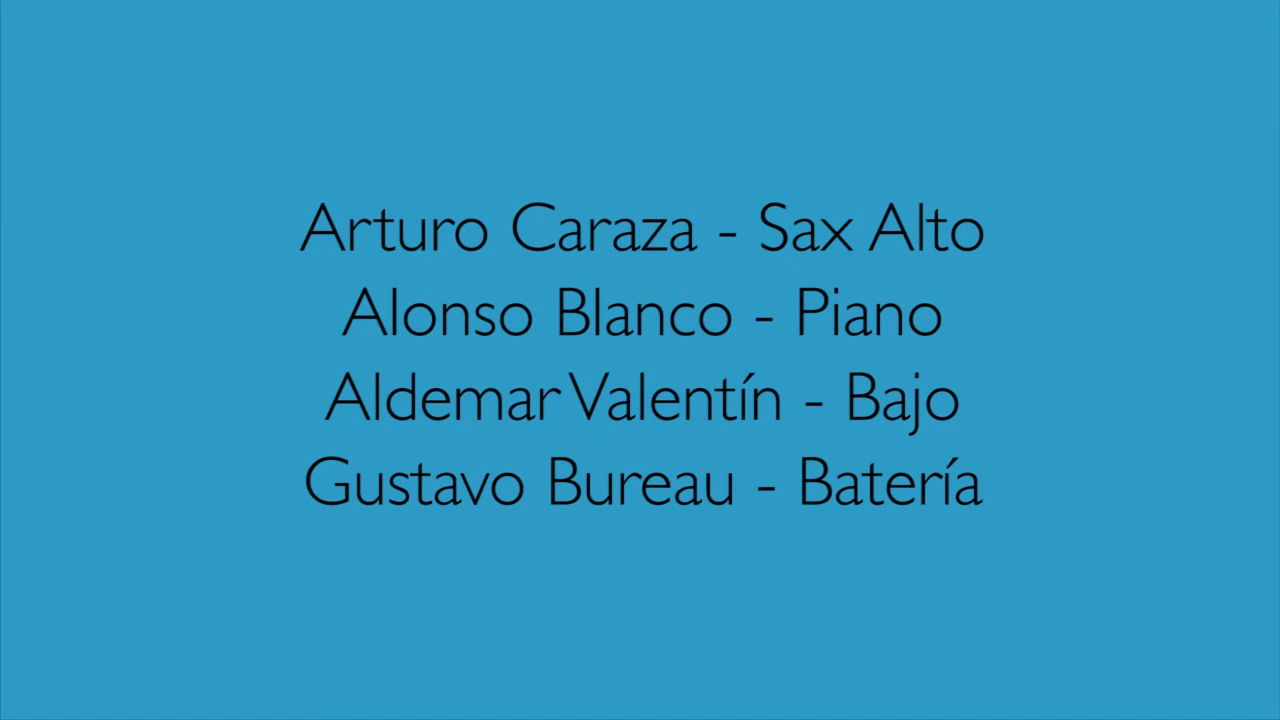 Arturo Caraza - Sax Alto
Alonso Blanco - Piano
Aldemar Valentín - Bajo
Gustavo Bureau - Batería